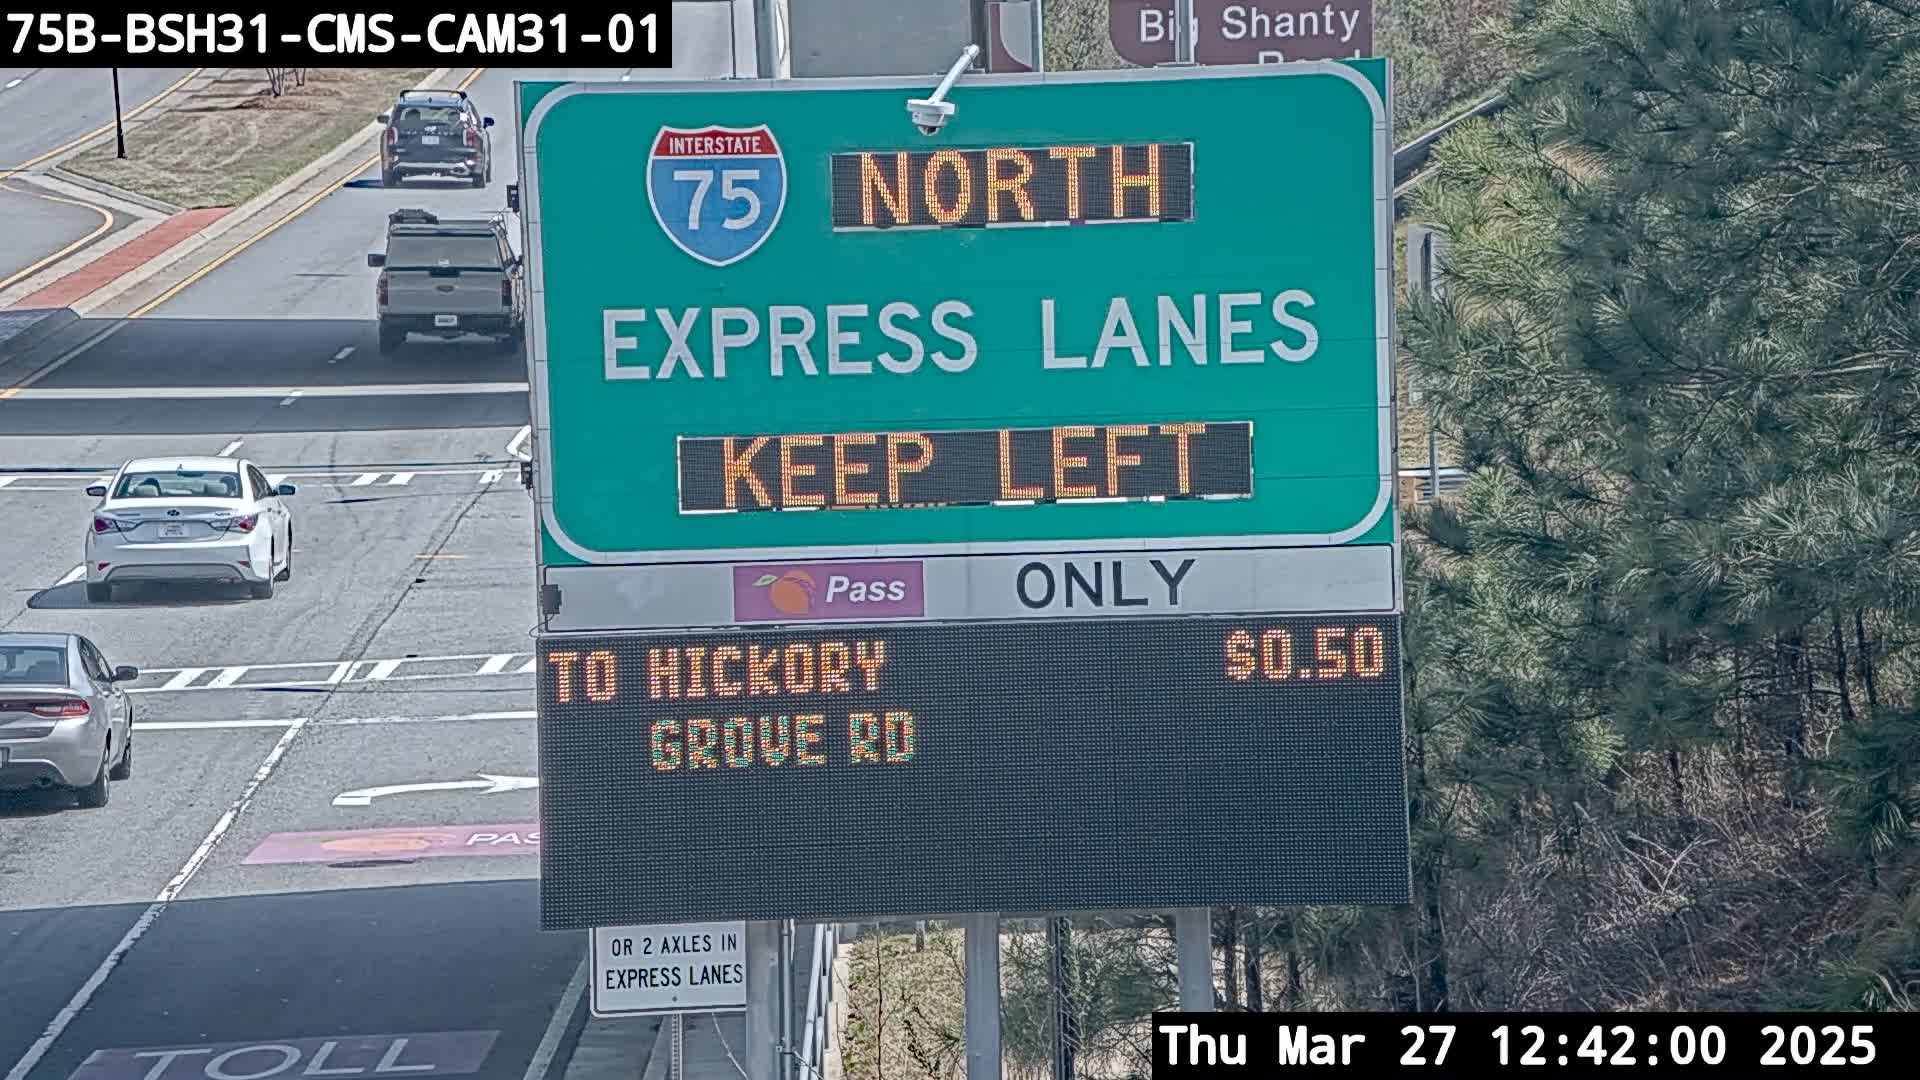 75B-BSH31-CMS-CAM31-01
Big Shanty
INTERSTATE
75
NORTH
EXPRESS LANES
KEEP LEFT
Pass
ONLY
TO HICKORY $0.50
GROVE RD
OR 2 AXLES IN
EXPRESS LANES
TOLL
Thu Mar 27 12:42:00 2025